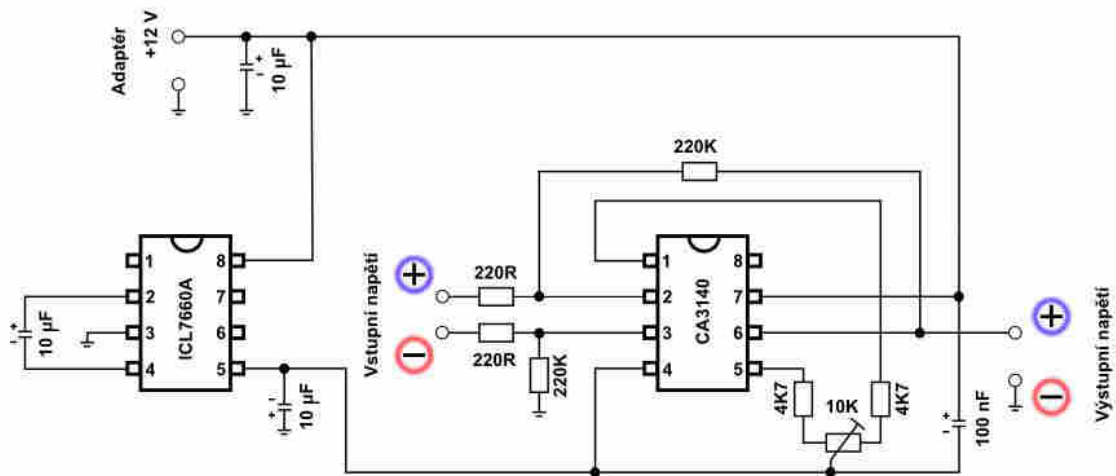 Adaptér
+12 V
+
-
10 µF
220K
1
2
3
4
8
7
6
5
ICL7660A
+
-
10 µF
+
-
10 µF
Vstupní napětí
+
−
220R
220R
220K
1
2
3
4
8
7
6
5
CA3140
4K7
10K
4K7
+
-
100 nF
+
−
Výstupní napětí